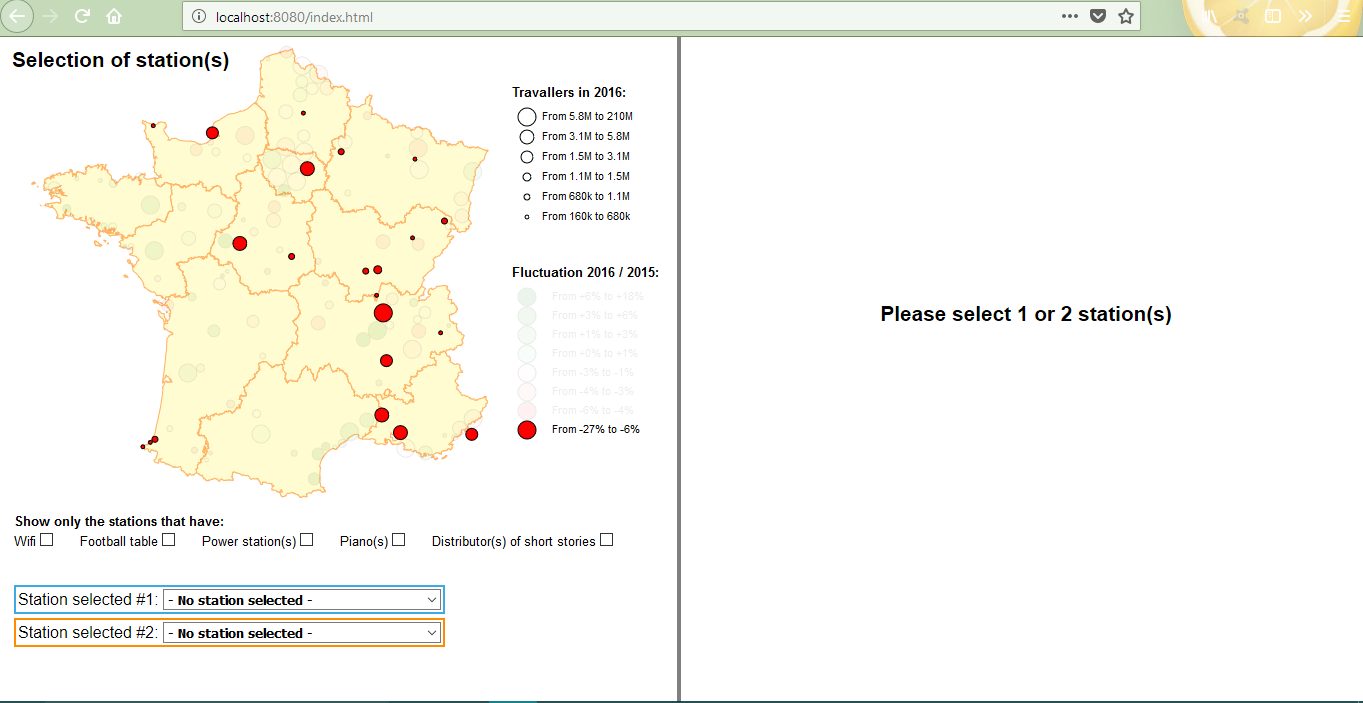 localhost:8080/index.html
Selection of station(s)
Travallers in 2016:
From 5.8M to 210M
From 3.1M to 5.8M
From 1.5M to 3.1M
From 1.1M to 1.5M
From 680k to 1.1M
From 160k to 680k
Fluctuation 2016 / 2015:
From +6% to +18%
From +3% to +6%
From +1% to +3%
From +0% to +1%
From -3% to -1%
From -4% to -3%
From -6% to -4%
From -27% to -6%
Please select 1 or 2 station(s)
Show only the stations that have:
Wifi Football table Power station(s) Piano(s) Distributor(s) of short stories
Station selected #1: - No station selected -
Station selected #2: - No station selected -